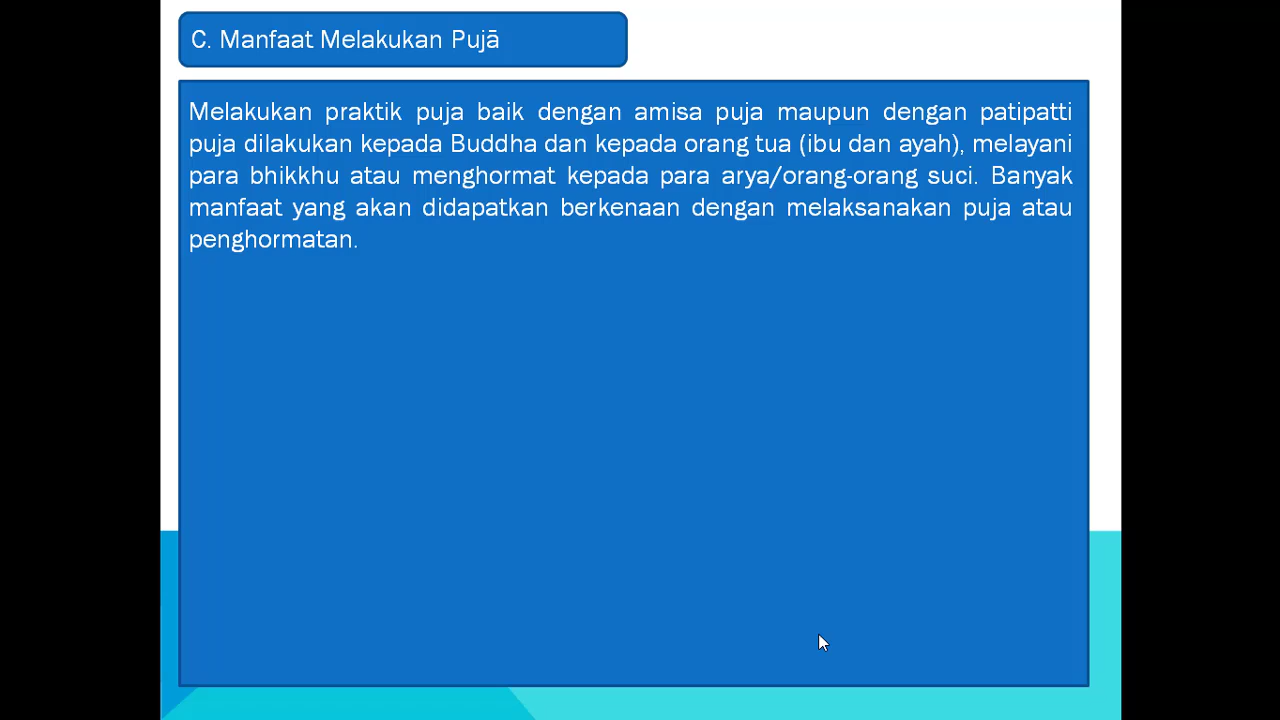 C. Manfaat Melakukan Pujā
Melakukan praktik puja baik dengan amisa puja maupun dengan patipatti
puja dilakukan kepada Buddha dan kepada orang tua (ibu dan ayah), melayani
para bhikkhu atau menghormat kepada para arya/orang-orang suci. Banyak
manfaat yang akan didapatkan berkenaan dengan melaksanakan puja atau
penghormatan.